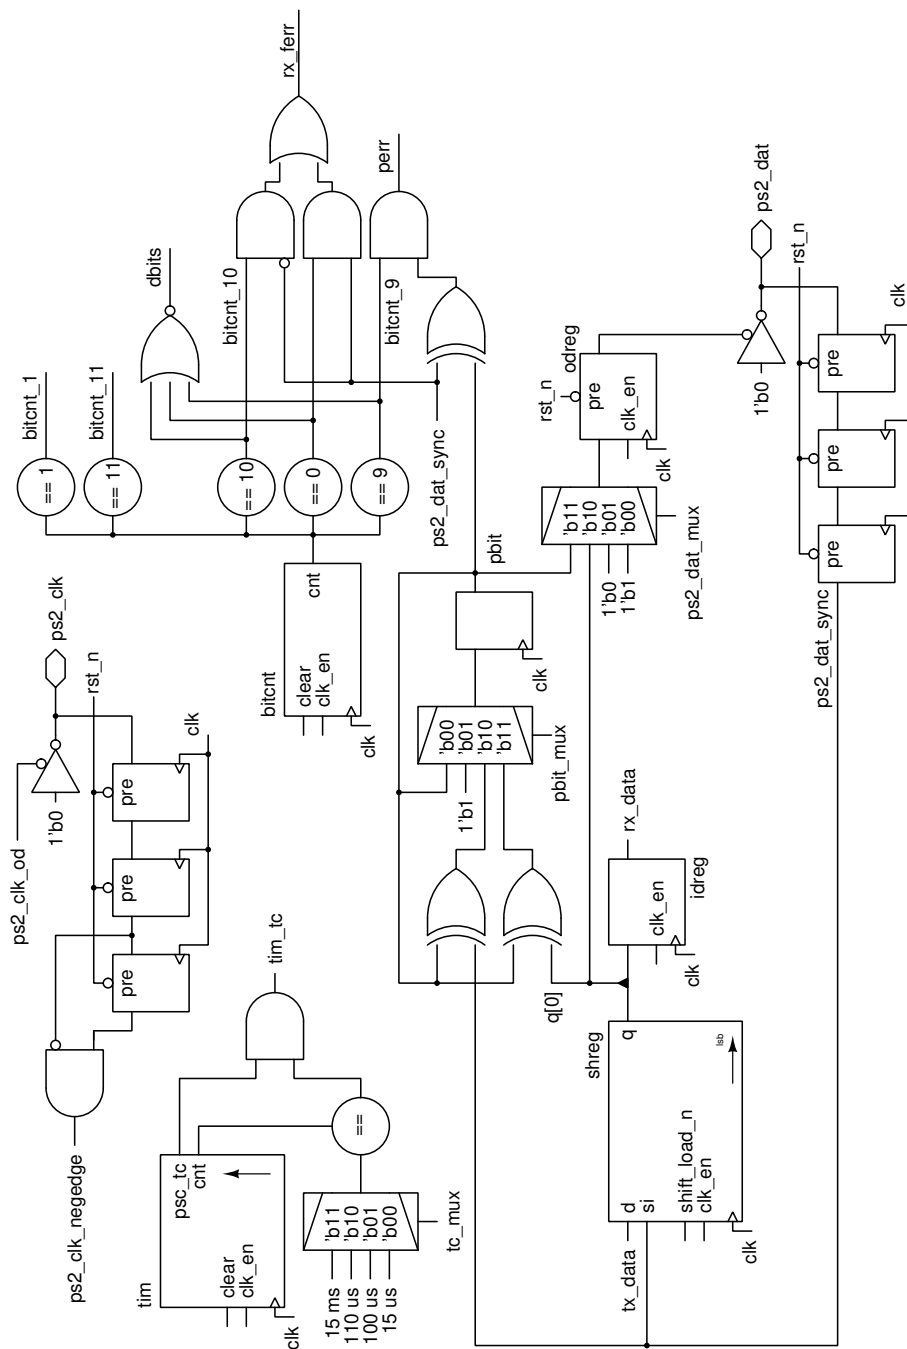 rx_ferr
perr
dbits
bitcnt_10
bitcnt_9
bitcnt_1
bitcnt_11
== 1
== 11
== 10
== 0
== 9
ps2_dat_sync
bitcnt
cnt
clear
clk_en
clk
ps2_clk
rst_n
ps2_clk_od
1'b0
pre
pre
pre
clk
ps2_clk_negedge
tim_tc
tim
psc_tc
cnt
clear
clk_en
clk
==
'b11
'b10
'b01
'b00
15 ms
110 us
100 us
15 us
tc_mux
pbit
clk
'b00
'b01
'b10
'b11
1'b1
pbit_mux
q[0]
odreg
rst_n
pre
clk_en
clk
'b11
'b10
'b01
'b00
1'b0
1'b1
ps2_dat_mux
rx_data
idreg
clk_en
clk
shreg
q
lsb
d
si
shift_load_n
clk_en
clk
tx_data
ps2_dat
rst_n
1'b0
pre
pre
pre
clk
ps2_dat_sync